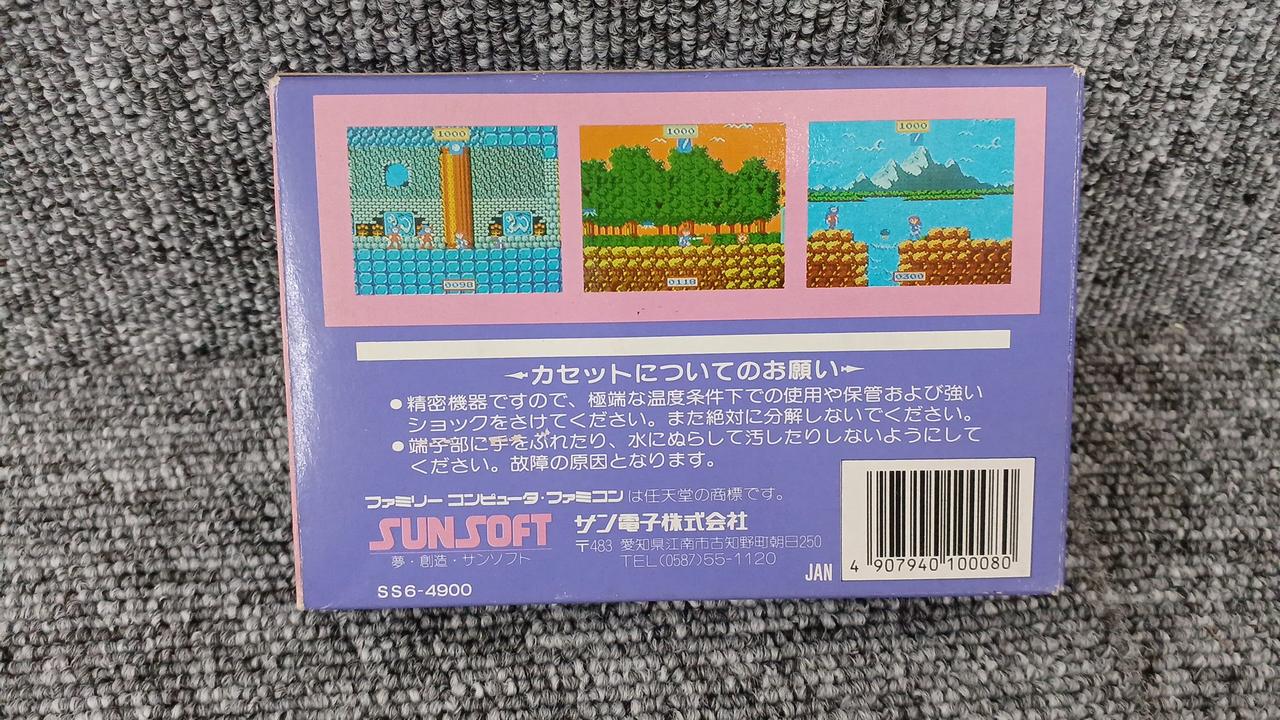 1000
1000
1000
0098
0118
0300
カセットについてのお願い
●精密機器ですので、極端な温度条件下での使用や保管および強い
ショックをさけてください。また絶対に分解しないでください。
●端子部に手をふれたり、水にぬらして汚したりしないようにして
ください。故障の原因となります。
ファミリー コンピュータ・ファミコン は任天堂の商標です。
SUNSOFT サン電子株式会社
夢・創造・サンソフト
〒483 愛知県江南市古知野町朝日250
TEL(0587)55-1120
SS6-4900
JAN
4 907940 100080